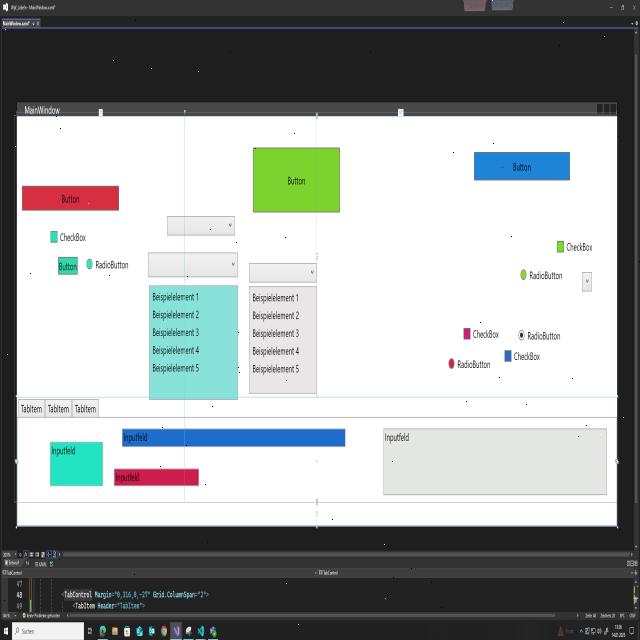 MainWindow
Button
Button
Button
CheckBox
Button
RadioButton
CheckBox
RadioButton
Beispielelement 1
Beispielelement 2
Beispielelement 3
Beispielelement 4
Beispielelement 5
Beispielelement 1
Beispielelement 2
Beispielelement 3
Beispielelement 4
Beispielelement 5
CheckBox
RadioButton
RadioButton
CheckBox
TabItem TabItem TabItem
Inputfeld
Inputfeld
Inputfeld
Inputfeld
TabControl
TabControl
47
48 <TabControl Margin="0,316,0,-27" Grid.ColumnSpan="2">
49 <TabItem Header="TabItem">
Suchen